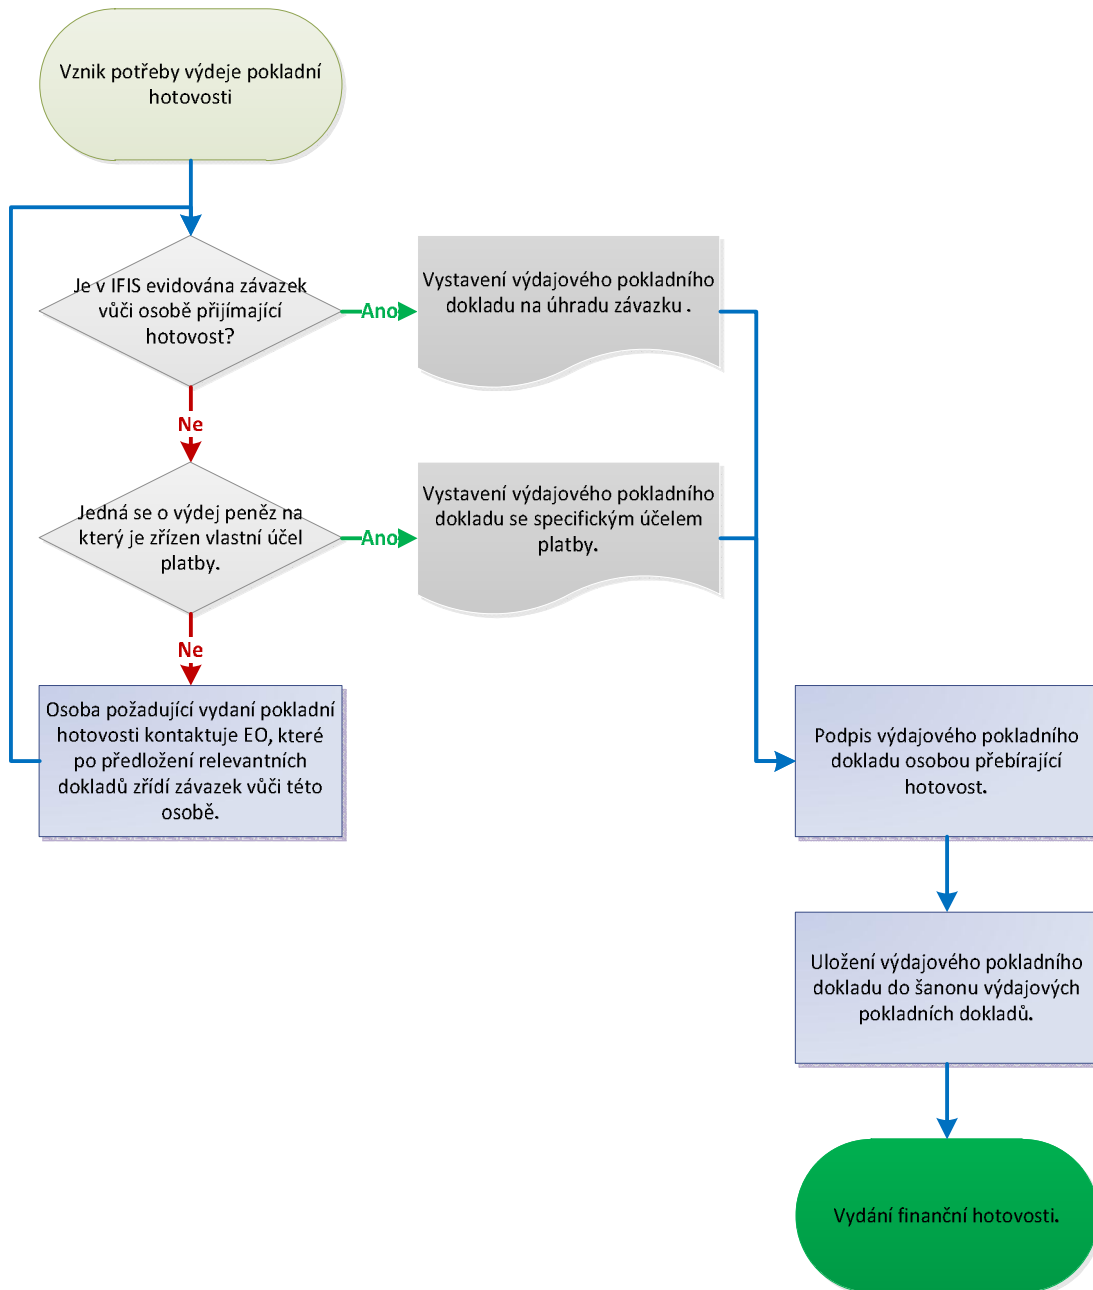 Vznik potřeby výdeje pokladní
hotovosti
Je v IFIS evidována závazek
vůči osobě přijímající
hotovost?
Ano
Vystavení výdajového pokladního
dokladu na úhradu závazku .
Ne
Jedná se o výdej peněz na
který je zřízen vlastní účel
platby.
Ano
Vystavení výdajového pokladního
dokladu se specifickým účelem
platby.
Ne
Osoba požadující vydaní pokladní
hotovosti kontaktuje EO, které
po předložení relevantních
dokladů zřídí závazek vůči této
osobě.
Podpis výdajového pokladního
dokladu osobou přebírající
hotovost.
Uložení výdajového pokladního
dokladu do šanonu výdajových
pokladních dokladů.
Vydání finanční hotovosti.